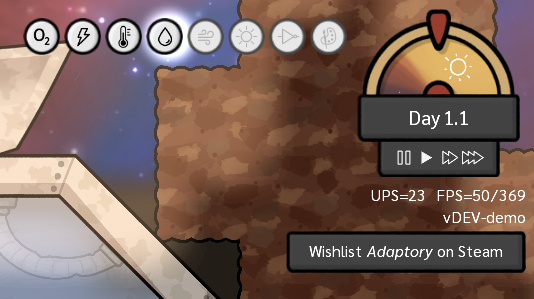 O₂
Day 1.1
UPS=23 FPS=50/369
vDEV-demo
Wishlist Adaptory on Steam